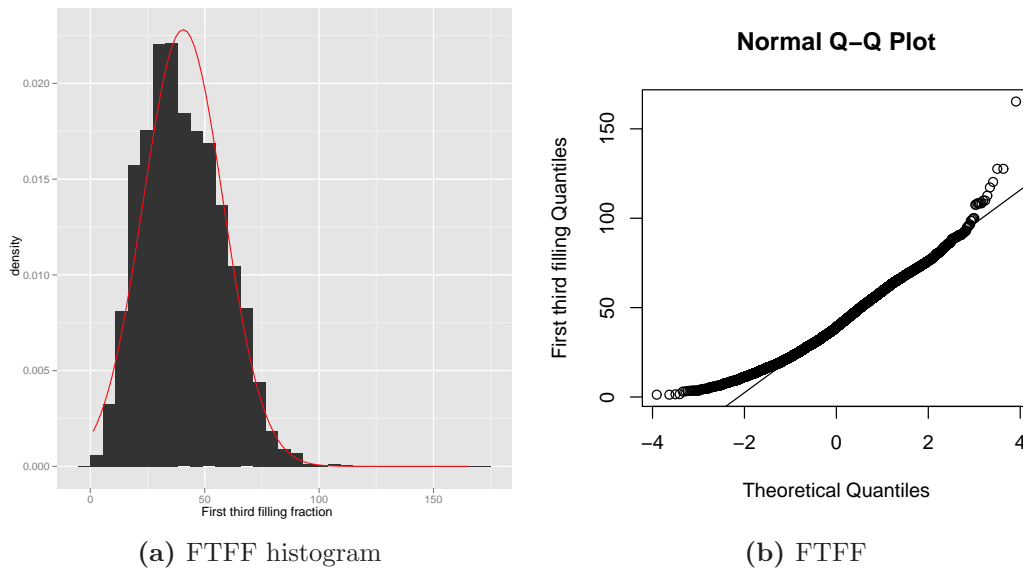 0.020
0.015
0.010
0.005
0.000
density
0
50
100
150
First third filling fraction
(a) FTFF histogram
Normal Q−Q Plot
150
100
50
0
First third filling Quantiles
−4
−2
0
2
4
Theoretical Quantiles
(b) FTFF